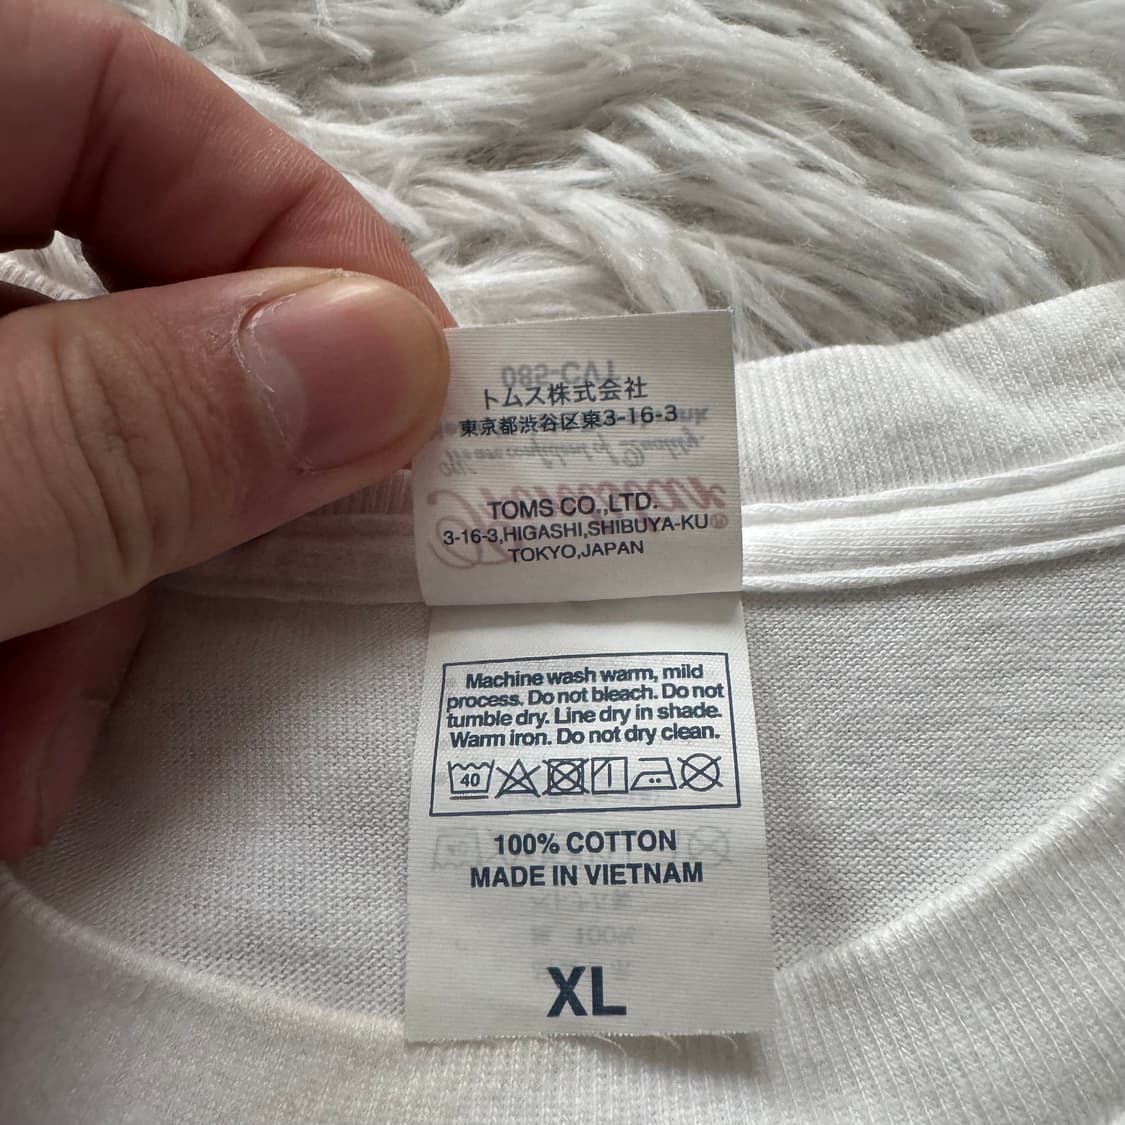 トムス株式会社
東京都渋谷区東3-16-3
TOMS CO.,LTD.
3-16-3,HIGASHI,SHIBUYA-KU
TOKYO,JAPAN
Machine wash warm, mild
process. Do not bleach. Do not
tumble dry. Line dry in shade.
Warm iron. Do not dry clean.
40
100% COTTON
MADE IN VIETNAM
XL